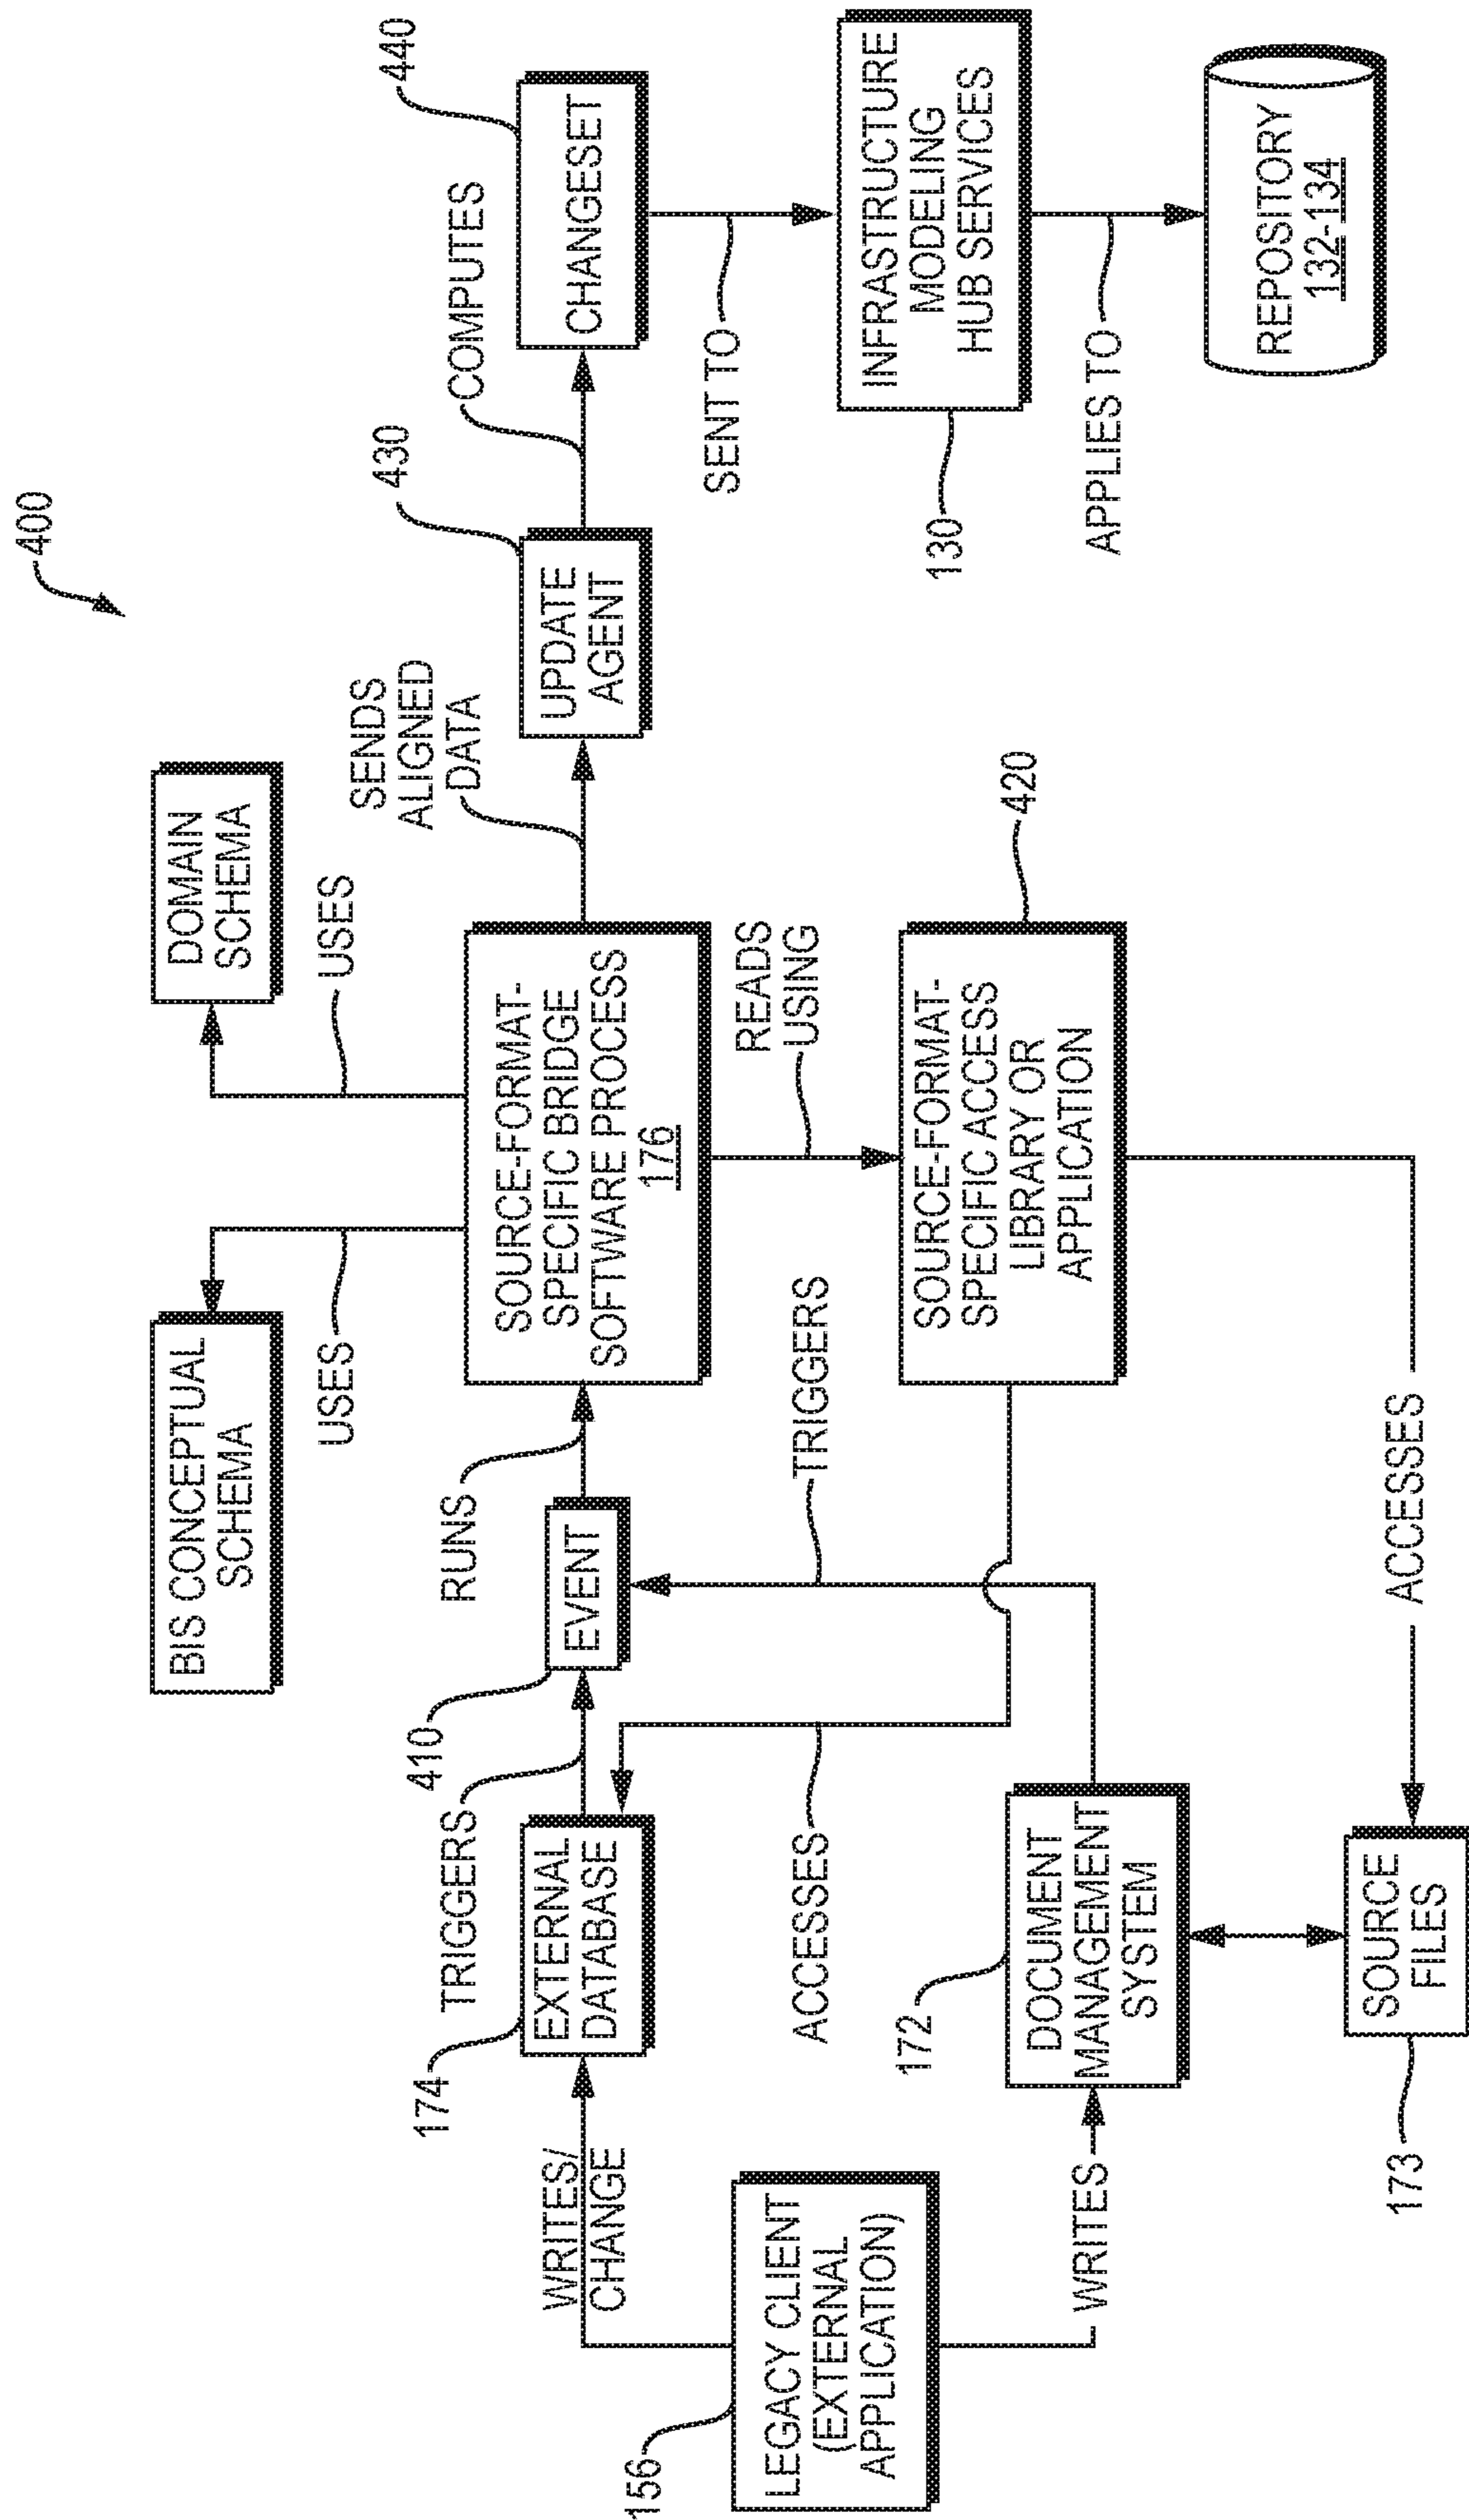 400
BIS CONCEPTUAL
SCHEMA
DOMAIN
SCHEMA
USES
USES
SENDS
ALIGNED
DATA
430
COMPUTES
440
174
TRIGGERS
410
RUNS
WRITES/
CHANGE
EXTERNAL
DATABASE
EVENT
SOURCE-FORMAT-
SPECIFIC BRIDGE
SOFTWARE PROCESS
176
UPDATE
AGENT
CHANGESET
156
LEGACY CLIENT
(EXTERNAL
APPLICATION)
ACCESSES
TRIGGERS
READS
USING
SENT TO
172
WRITES
DOCUMENT
MANAGEMENT
SYSTEM
SOURCE-FORMAT-
SPECIFIC ACCESS
LIBRARY OR
APPLICATION
420
130
INFRASTRUCTURE
MODELING
HUB SERVICES
APPLIES TO
173
SOURCE
FILES
ACCESSES
REPOSITORY
132-134